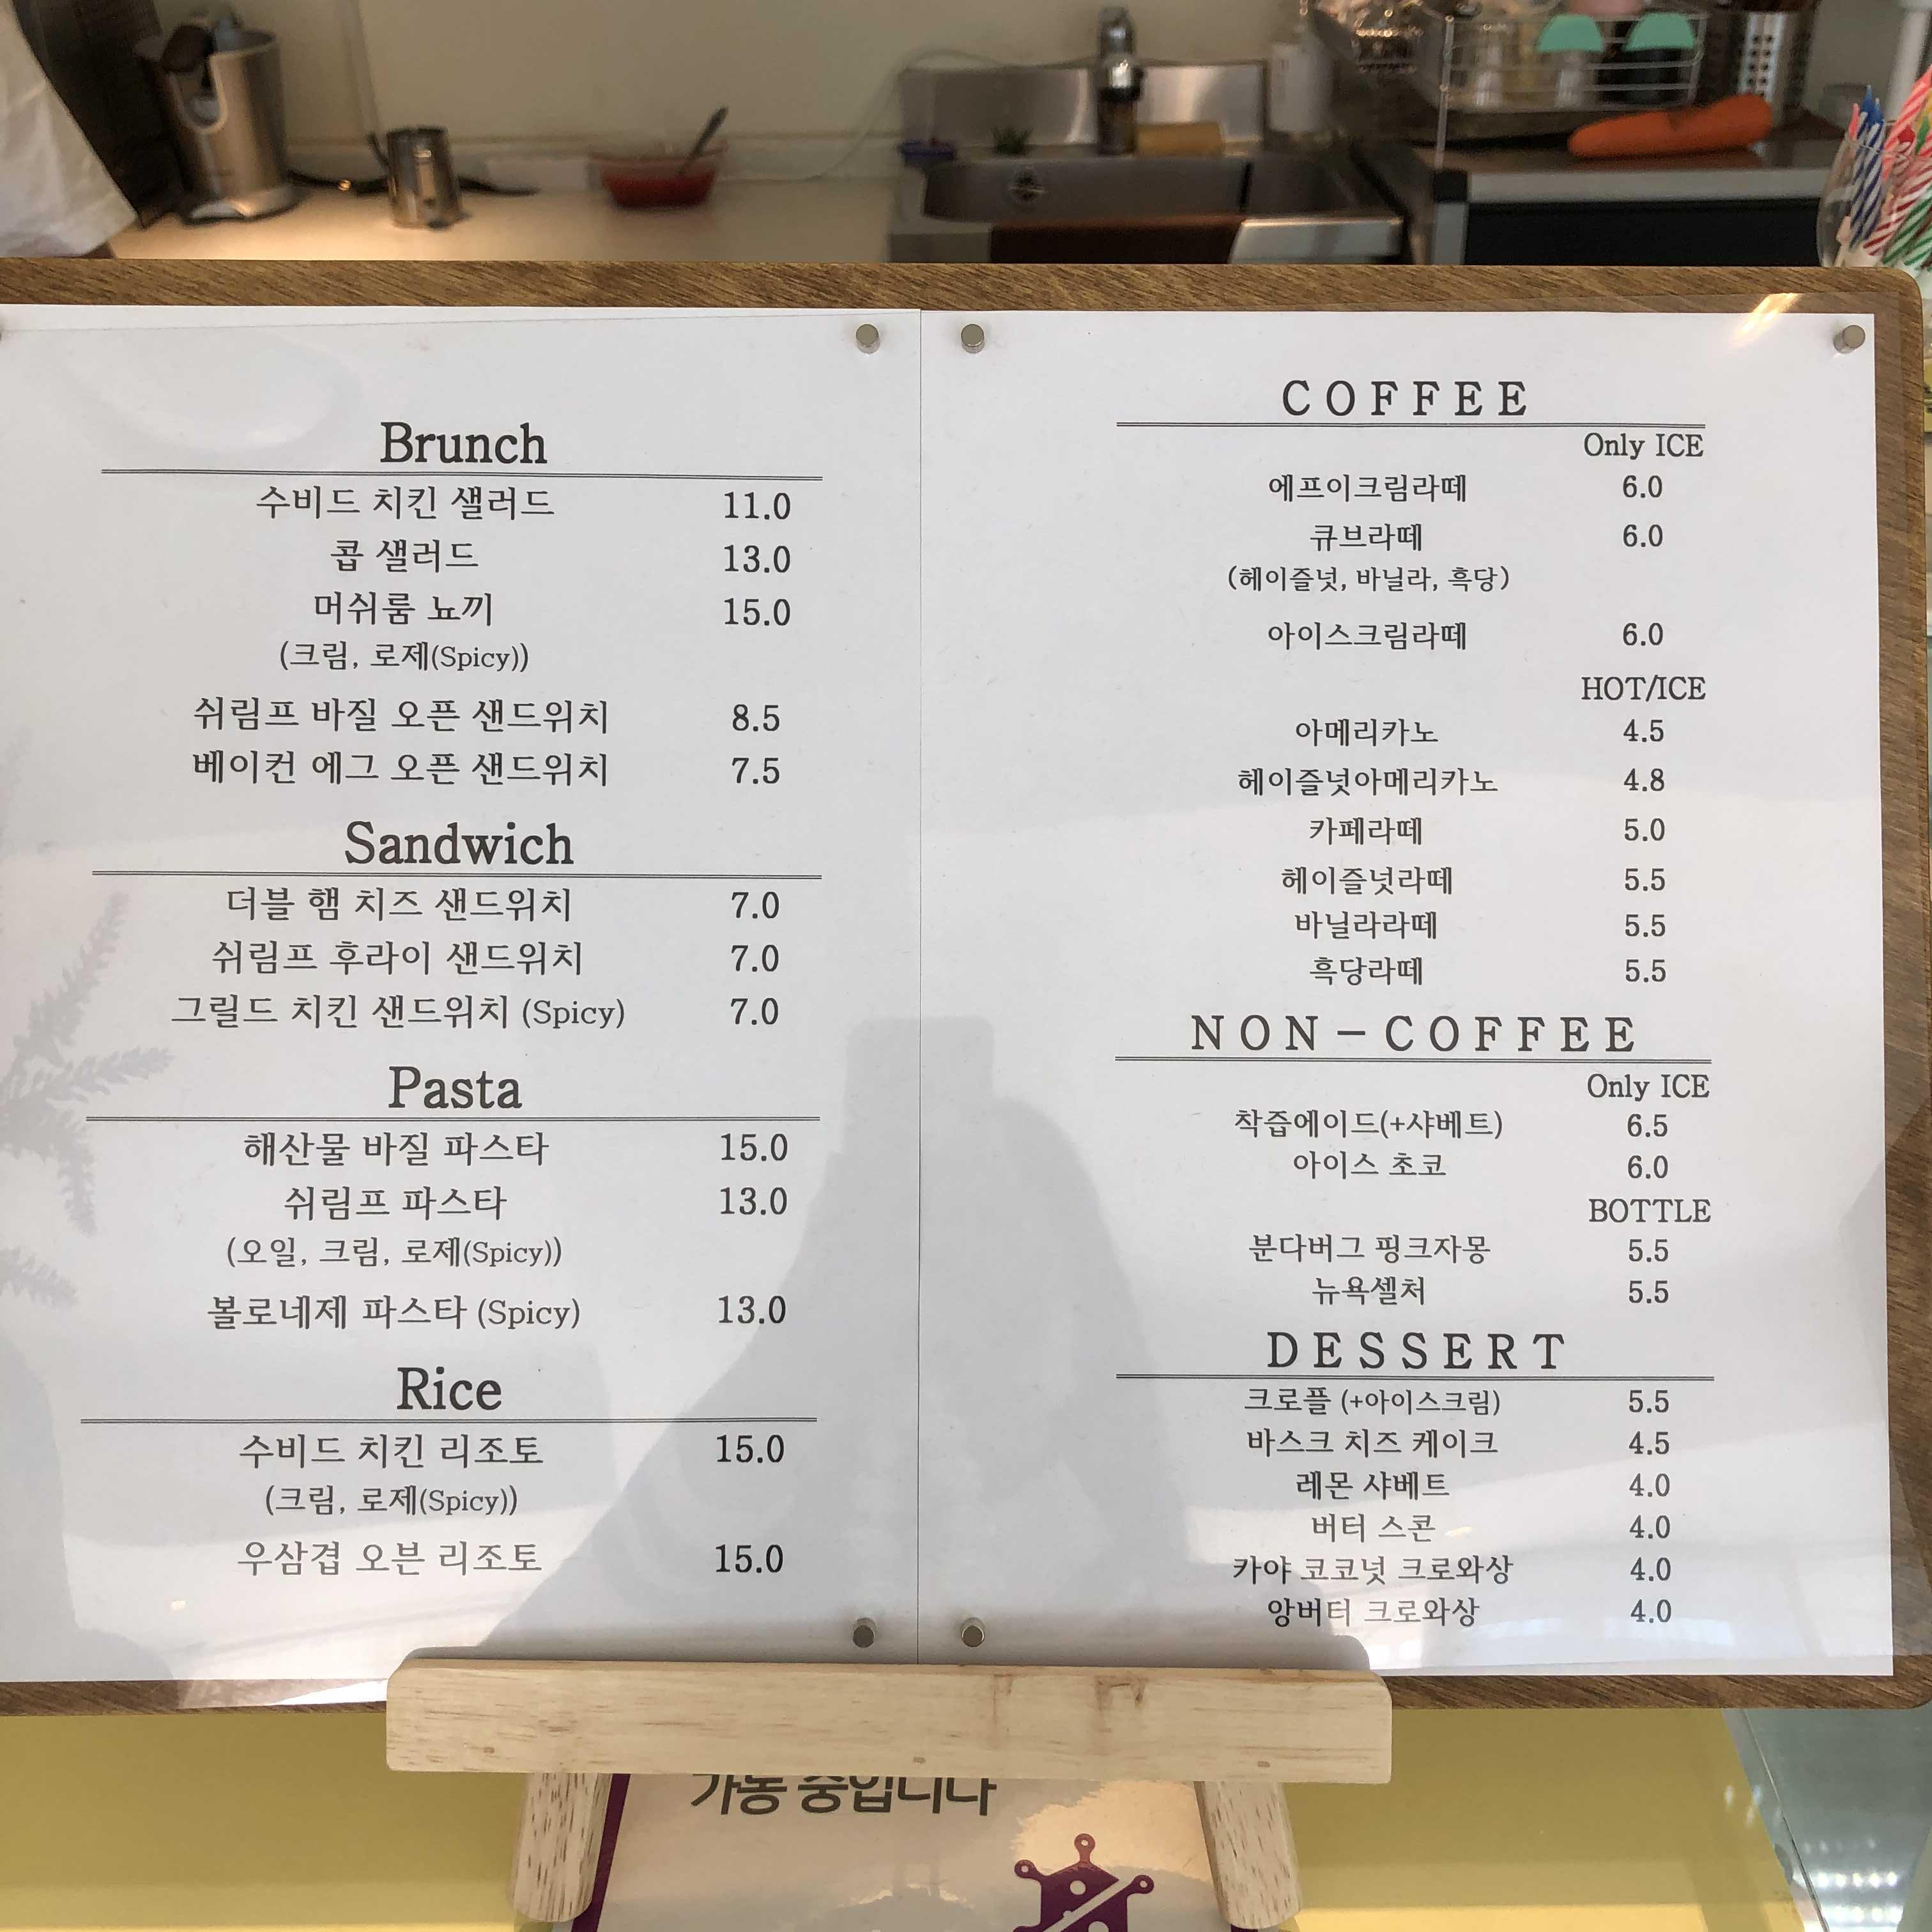 Brunch
수비드 치킨 샐러드 11.0
콥 샐러드 13.0
머쉬룸 뇨끼 15.0
(크림, 로제(Spicy))
쉬림프 바질 오픈 샌드위치 8.5
베이컨 에그 오픈 샌드위치 7.5
Sandwich
더블 햄 치즈 샌드위치 7.0
쉬림프 후라이 샌드위치 7.0
그릴드 치킨 샌드위치 (Spicy) 7.0
Pasta
해산물 바질 파스타 15.0
쉬림프 파스타 13.0
(오일, 크림, 로제(Spicy))
볼로네제 파스타 (Spicy) 13.0
Rice
수비드 치킨 리조토 15.0
(크림, 로제(Spicy))
우삼겹 오븐 리조토 15.0
COFFEE
Only ICE
에프이크림라떼 6.0
큐브라떼 6.0
(헤이즐넛, 바닐라, 흑당)
아이스크림라떼 6.0
HOT/ICE
아메리카노 4.5
헤이즐넛아메리카노 4.8
카페라떼 5.0
헤이즐넛라떼 5.5
바닐라라떼 5.5
흑당라떼 5.5
NON-COFFEE
Only ICE
착즙에이드(+샤베트) 6.5
아이스 초코 6.0
BOTTLE
분다버그 핑크자몽 5.5
뉴욕셀처 5.5
DESSERT
크로플 (+아이스크림) 5.5
바스크 치즈 케이크 4.5
레몬 샤베트 4.0
버터 스콘 4.0
카야 코코넛 크로와상 4.0
앙버터 크로와상 4.0
가동 중입니다